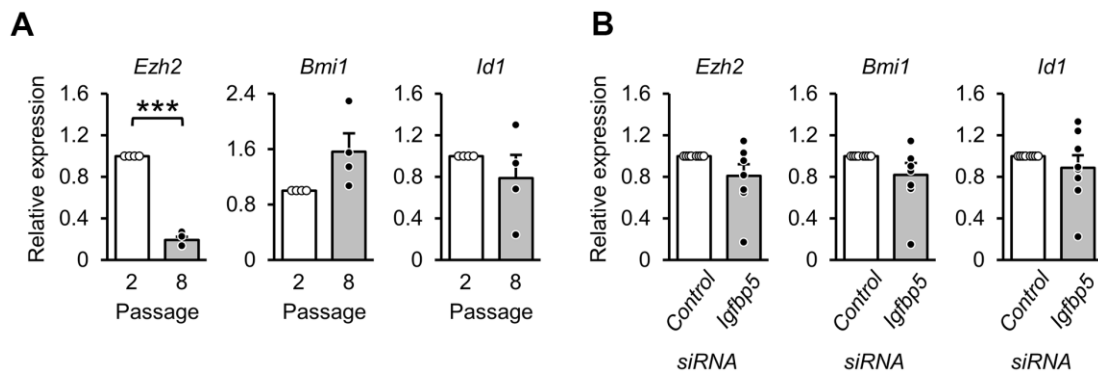 A
B
Ezh2
Bmi1
Id1
Ezh2
Bmi1
Id1
Relative expression
1.6
1.2
0.8
0.4
0
***
2 8
Passage
2.4
1.6
0.8
0
2 8
Passage
1.6
1.2
0.8
0.4
0
2 8
Passage
Relative expression
1.6
1.2
0.8
0.4
0
Control
Igfbp5
siRNA
1.6
1.2
0.8
0.4
0
Control
Igfbp5
siRNA
1.6
1.2
0.8
0.4
0
Control
Igfbp5
siRNA